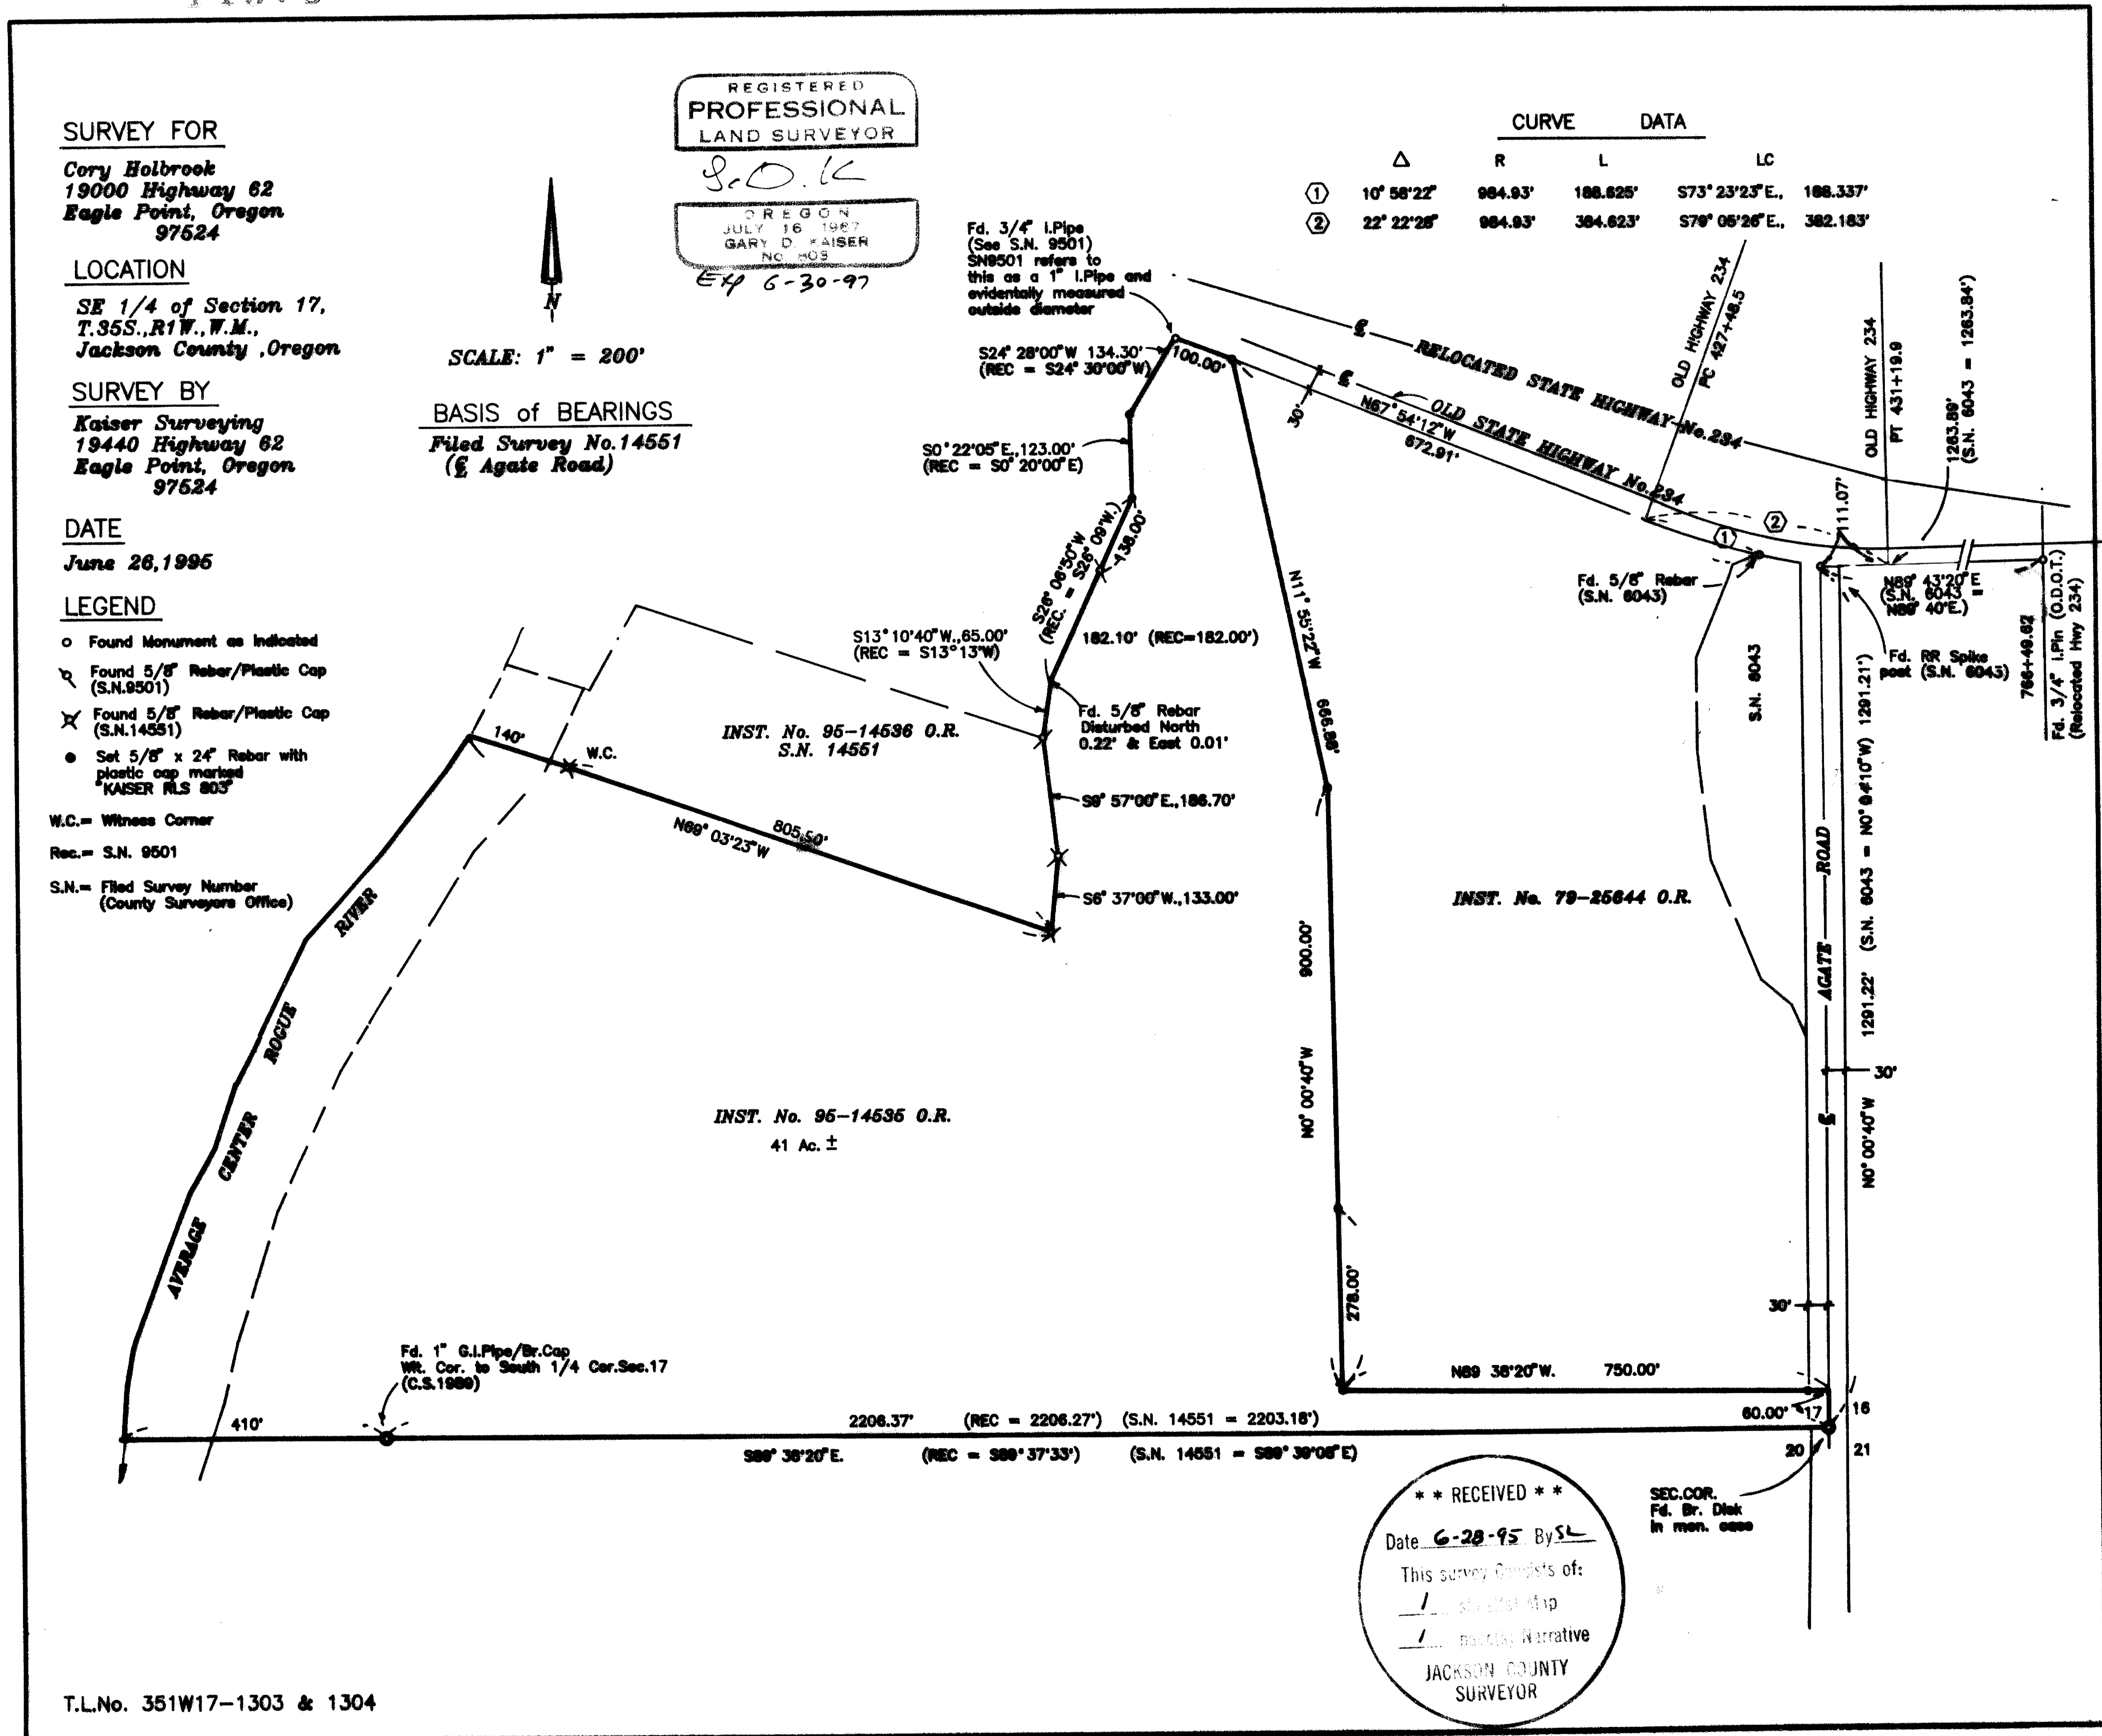 SURVEY FOR
Cory Holbrook
19000 Highway 62
Eagle Point, Oregon
97524
LOCATION
SE 1/4 of Section 17,
T.35S.,R1W.,W.M.,
Jackson County ,Oregon
SURVEY BY
Kaiser Surveying
19440 Highway 62
Eagle Point, Oregon
97524
DATE
June 26,1995
LEGEND
Found Monument as Indicated
Found 5/8" Rebar/Plastic Cap
(S.N.9501)
Found 5/8" Rebar/Plastic Cap
(S.N.14551)
Set 5/8" x 24" Rebar with
plastic cap marked
"KAISER RLS 803"
W.C.= Witness Corner
Rec.= S.N. 9501
S.N.= Filed Survey Number
(County Surveyors Office)
N
SCALE: 1" = 200'
BASIS of BEARINGS
Filed Survey No.14551
(℄ Agate Road)
REGISTERED
PROFESSIONAL
LAND SURVEYOR
OREGON
JULY 16 1967
GARY D. KAISER
No 803
Exp 6-30-97
CURVE DATA
Δ R L LC
1 10° 58'22" 984.93' 188.625' S73° 23'23"E., 188.337'
2 22° 22'28" 984.93' 384.623' S79° 05'26"E., 382.183'
Fd. 3/4" I.Pipe
(See S.N. 9501)
SN9501 refers to
this as a 1" I.Pipe and
evidentally measured
outside diameter
S24° 28'00"W 134.30'
(REC = S24° 30'00"W)
100.00'
S0° 22'05"E.,123.00'
(REC = S0° 20'00"E)
S26° 06'50"W
(REC. = S26° 09'W.)
138.00'
182.10' (REC=182.00')
S13° 10'40"W.,65.00'
(REC = S13°13'W)
Fd. 5/8" Rebar
Disturbed North
0.22' & East 0.01'
S9° 57'00"E.,186.70'
S6° 37'00"W.,133.00'
INST. No. 95-14536 O.R.
S.N. 14551
140'
W.C.
805.50'
N69° 03'23"W
℄ RELOCATED STATE HIGHWAY No.234
℄ OLD STATE HIGHWAY No.234
30'
N67° 54'12"W
672.91'
OLD HIGHWAY 234
PC 427+48.5
OLD HIGHWAY 234
PT 431+19.9
1263.89'
(S.N. 6043 = 1263.84')
111.07'
1
2
Fd. 5/8" Rebar
(S.N. 6043)
N89° 43'20"E
(S.N. 6043 =
N89° 40'E.)
Fd. RR Spike
post (S.N. 6043)
766+49.62
Fd. 3/4" I.Pin (O.D.O.T.)
(Relocated Hwy 234)
S.N. 6043
N11° 55'22"W 666.88'
900.00'
N0° 00'40"W
278.00'
INST. No. 79-25644 O.R.
℄ AGATE ROAD
N0° 00'40"W 1291.22' (S.N. 6043 = N0° 04'10"W) 1291.21')
30'
30'
INST. No. 95-14535 O.R.
41 Ac. ±
AVERAGE CENTER ROGUE RIVER
Fd. 1" G.I.Pipe/Br.Cap
Wit. Cor. to South 1/4 Cor.Sec.17
(C.S.1989)
N89 38'20"W. 750.00'
60.00' 17 16
20 21
410'
2206.37' (REC = 2206.27') (S.N. 14551 = 2203.18')
S89° 38'20"E. (REC = S89° 37'33') (S.N. 14551 = S89° 39'08"E)
SEC.COR.
Fd. Br. Disk
in mon. case
* * RECEIVED * *
Date 6-28-95 By SL
This survey Consists of:
1 Map
1 Narrative
JACKSON COUNTY
SURVEYOR
T.L.No. 351W17-1303 & 1304